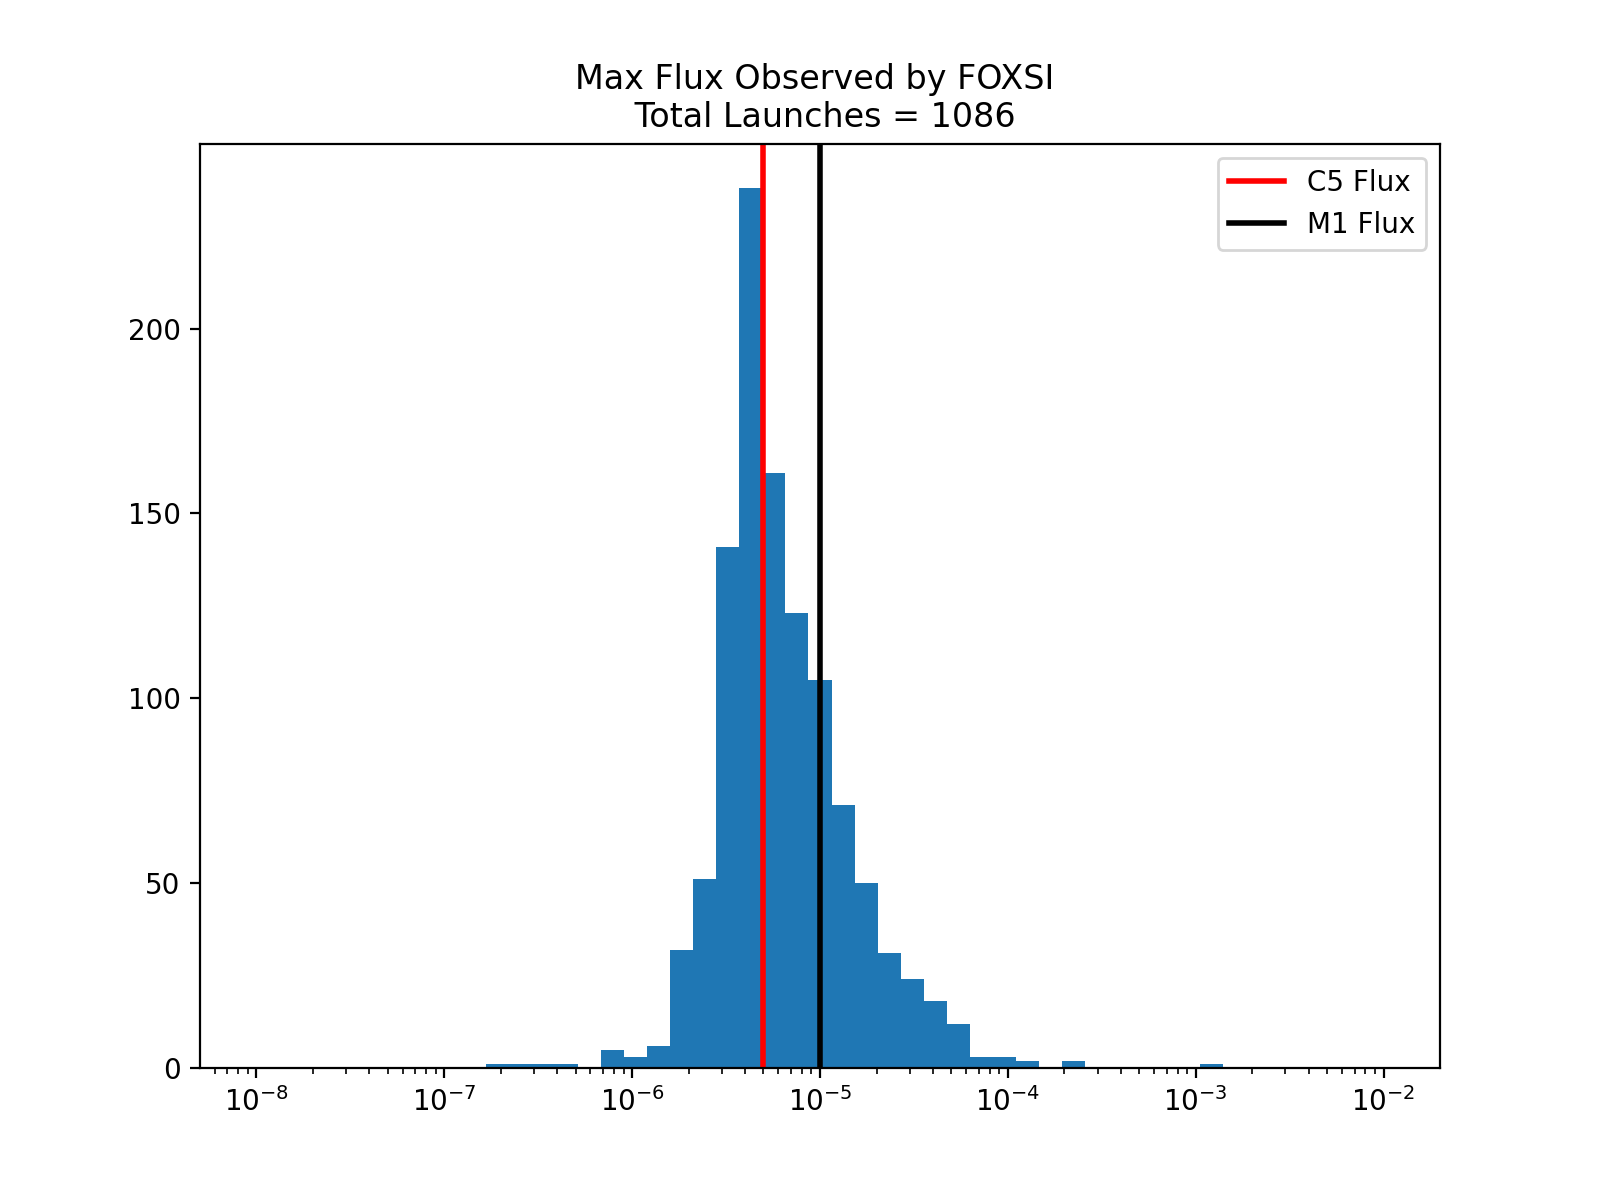 Max Flux Observed by FOXSI
Total Launches = 1086
C5 Flux
M1 Flux
200
150
100
50
0
10⁻⁸ 10⁻⁷ 10⁻⁶ 10⁻⁵ 10⁻⁴ 10⁻³ 10⁻²